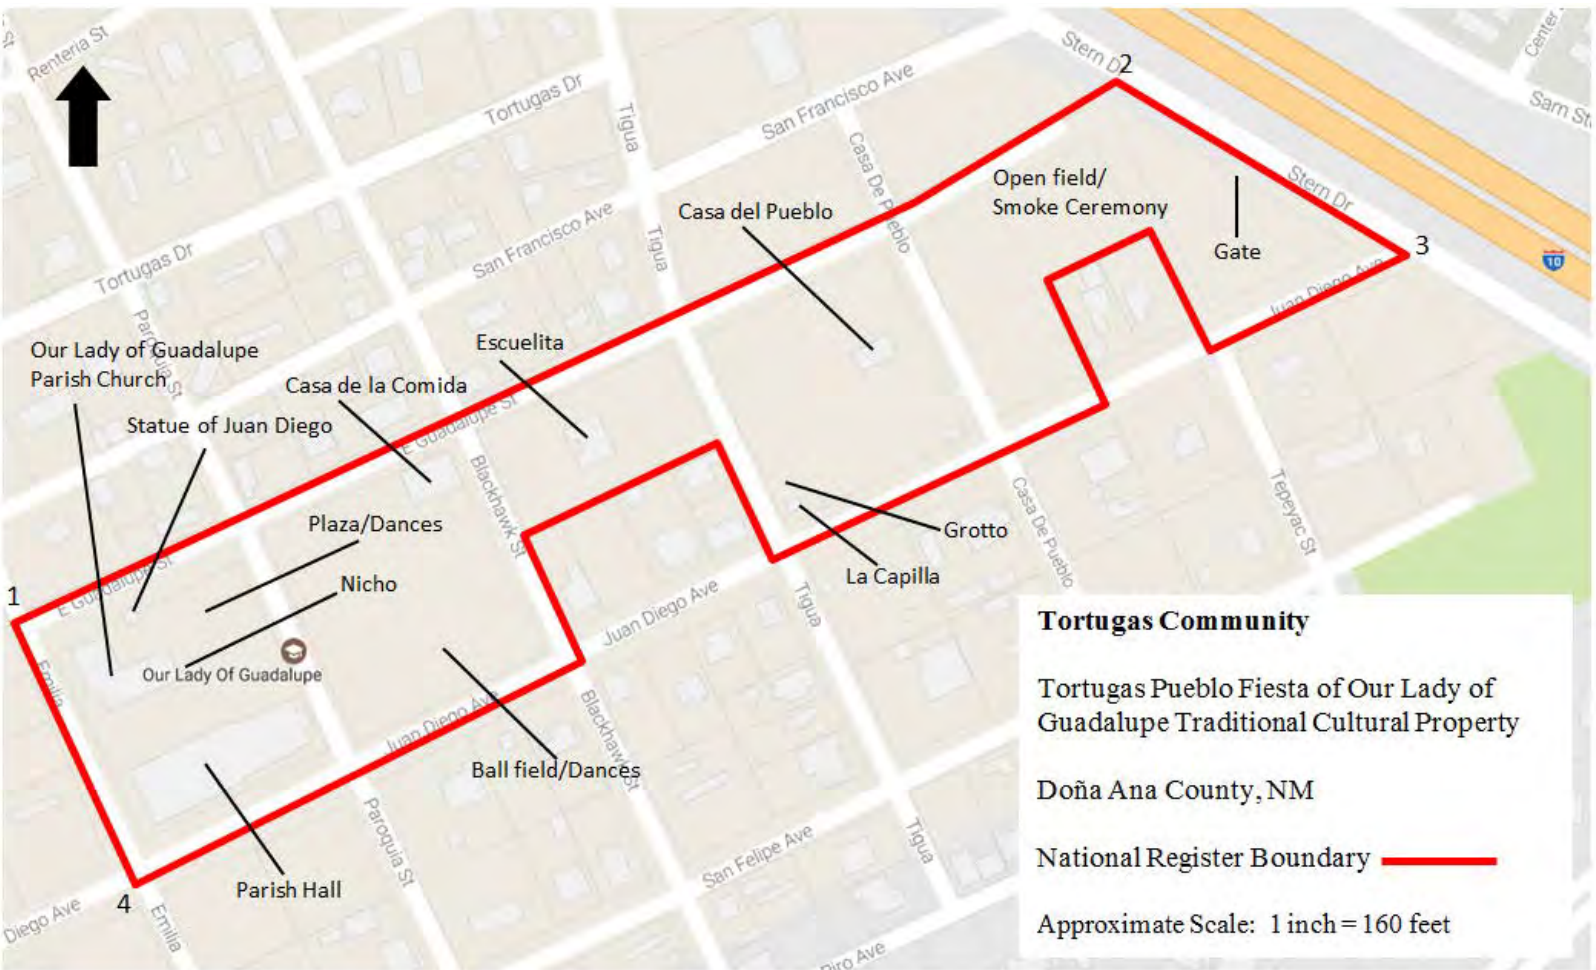 St
Renteria St
Tortugas Dr
Tigua
San Francisco Ave
Stern D
2
Center
Sam St
Casa De Pueblo
Open field/
Smoke Ceremony
Stern Dr
Casa del Pueblo
San Francisco Ave
Tigua
Gate
3
10
Tortugas Dr
Juan Diego Ave
Paroquia St
Our Lady of Guadalupe
Parish Church
Escuelita
Casa de la Comida
E Guadalupe St
Statue of Juan Diego
Blackhawk St
Plaza/Dances
Grotto
Casa De Pueblo
Tepeyac St
Nicho
La Capilla
1
E Guadalupe St
Juan Diego Ave
Tigua
Emilia
Our Lady Of Guadalupe
Juan Diego Ave
Blackhawk St
Ball field/Dances
Paroquia St
San Felipe Ave
Tigua
Parish Hall
4
Diego Ave
Emilia
Piro Ave
Tortugas Community
Tortugas Pueblo Fiesta of Our Lady of
Guadalupe Traditional Cultural Property
Doña Ana County, NM
National Register Boundary
Approximate Scale: 1 inch = 160 feet